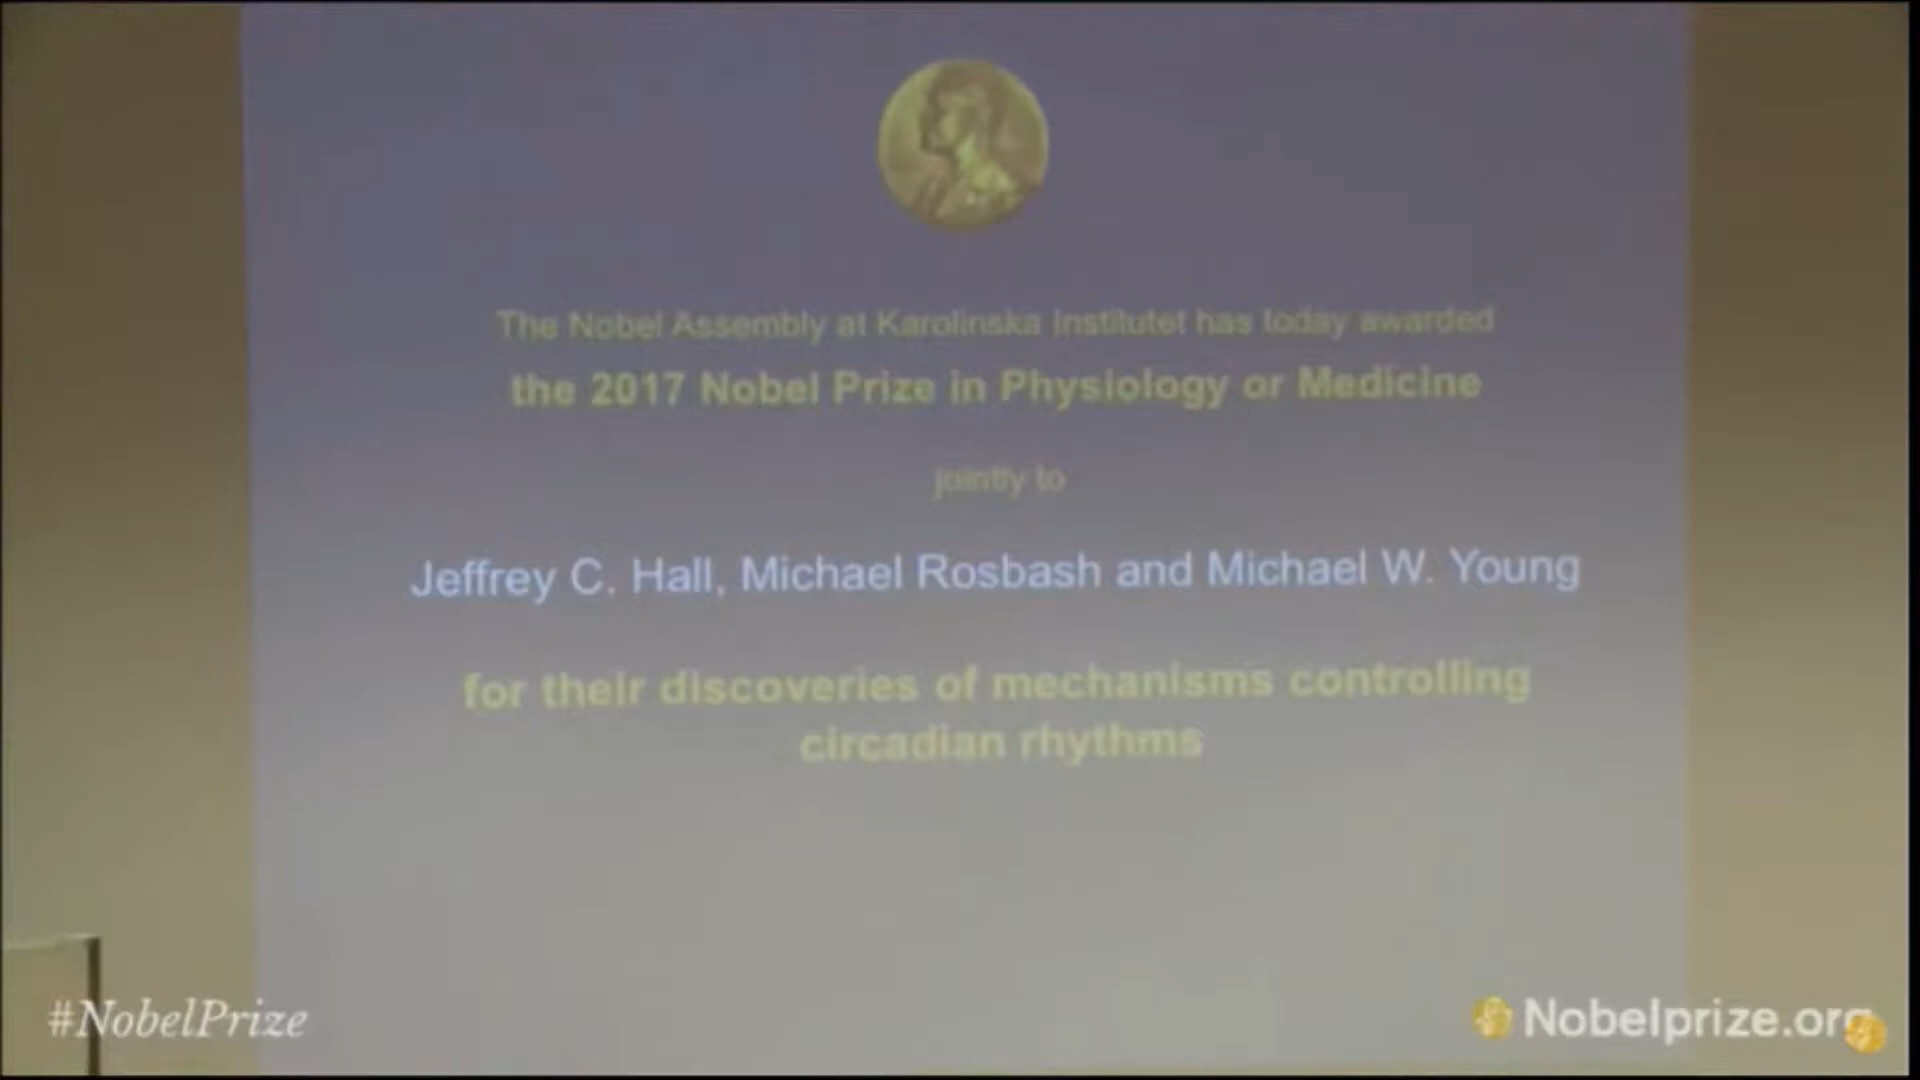 The Nobel Assembly at Karolinska Institutet has today awarded
the 2017 Nobel Prize in Physiology or Medicine
jointly to
Jeffrey C. Hall, Michael Rosbash and Michael W. Young
for their discoveries of mechanisms controlling
circadian rhythms
#NobelPrize
Nobelprize.org